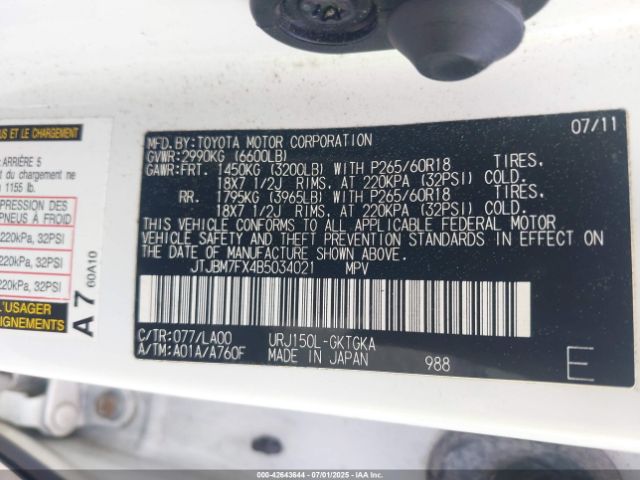 US ET LE CHARGEMENT
ARRIÈRE 5
du chargement ne
1155 lb.
RESSION DES
PNEUS À FROID
220kPa, 32PSI
220kPa, 32PSI
220kPa, 32PSI
L'USAGER
IGNEMENTS
A7 60A10
07/11
MFD. BY: TOYOTA MOTOR CORPORATION
GVWR: 2990KG (6600LB)
GAWR: FRT. 1450KG (3200LB) WITH P265/60R18 TIRES.
18X7 1/2J RIMS. AT 220KPA (32PSI) COLD.
RR. 1795KG (3965LB) WITH P265/60R18 TIRES.
18X7 1/2J RIMS. AT 220KPA (32PSI) COLD.
THIS VEHICLE CONFORMS TO ALL APPLICABLE FEDERAL MOTOR
VEHICLE SAFETY AND THEFT PREVENTION STANDARDS IN EFFECT ON
THE DATE OF MANUFACTURE SHOWN ABOVE.
JTJBM7FX4B5034021 MPV
C/TR: 077/LA00 URJ150L-GKTGKA
A/TM: A01A/A760F MADE IN JAPAN 988 E
000-42643644 07/01/2025 IAAI